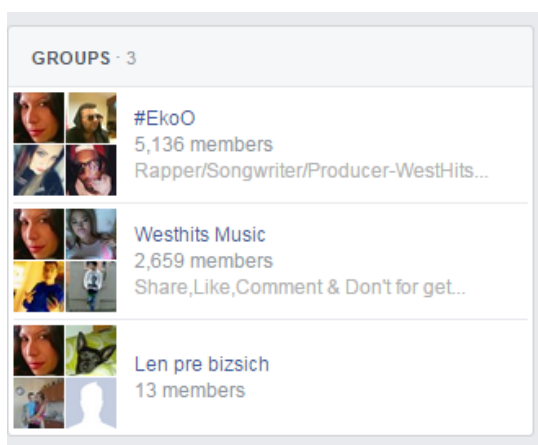 GROUPS · 3
#EkoO
5,136 members
Rapper/Songwriter/Producer-WestHits...
Westhits Music
2,659 members
Share,Like,Comment & Don't for get...
Len pre bizsich
13 members